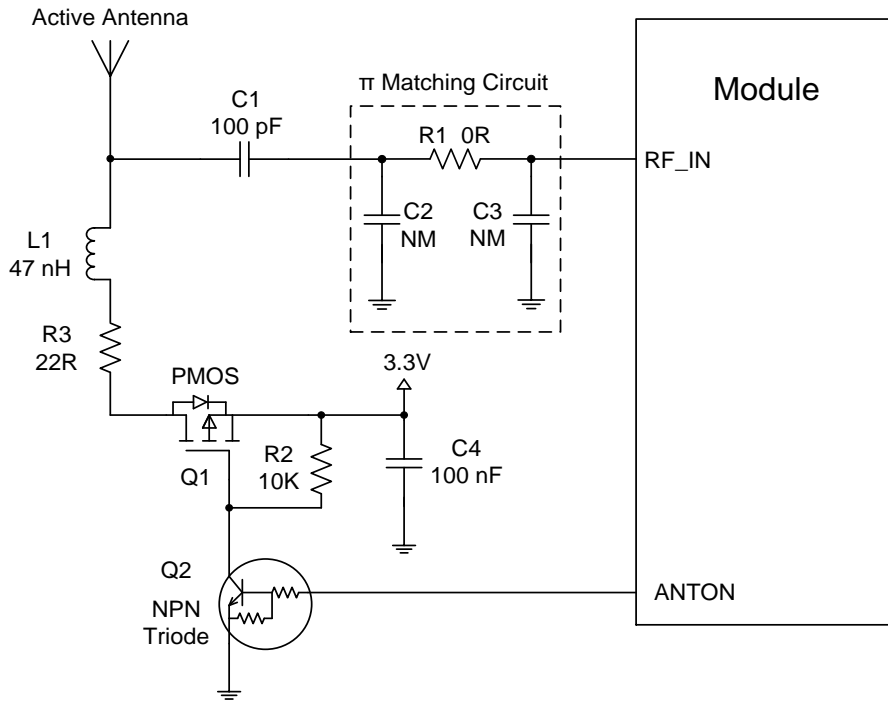 Active Antenna
π Matching Circuit
Module
C1
100 pF
R1 0R
RF_IN
C2
NM
C3
NM
L1
47 nH
R3
22R
PMOS
3.3V
Q1
R2
10K
C4
100 nF
Q2
NPN
Triode
ANTON